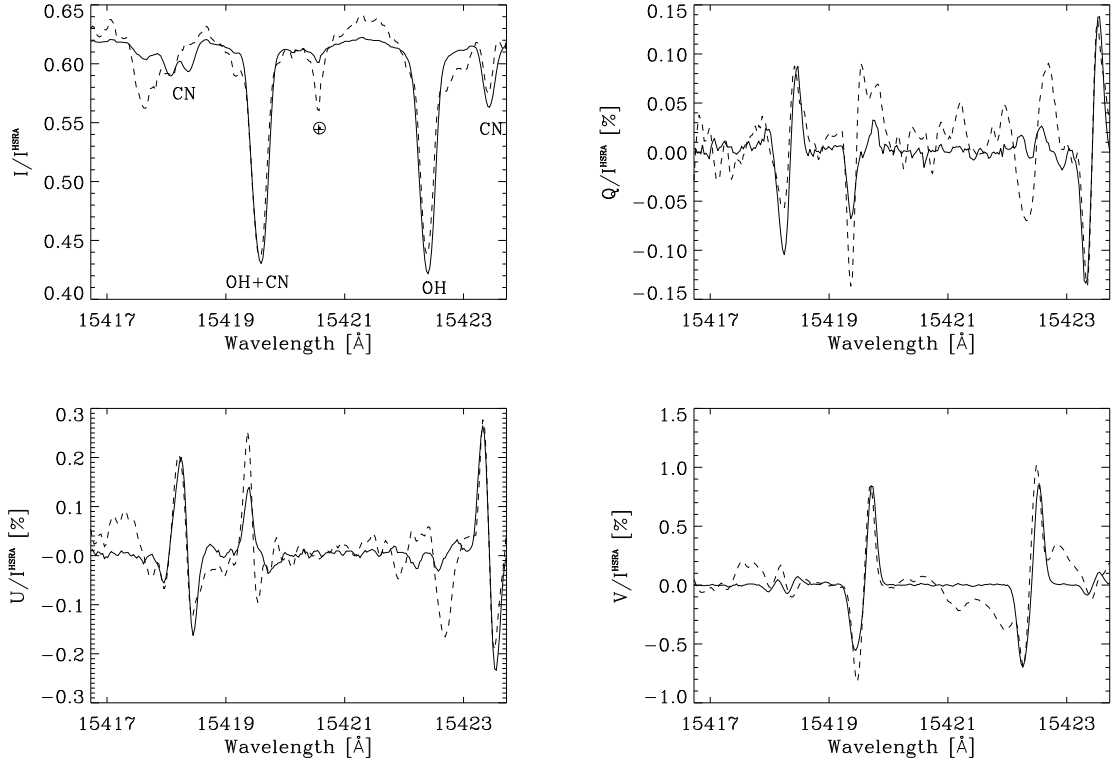 0.65
0.60
0.55
0.50
0.45
0.40
I/I^HSRA
CN
⊕
CN
OH+CN
OH
15417 15419 15421 15423
Wavelength [Å]
0.15
0.10
0.05
0.00
−0.05
−0.10
−0.15
Q/I^HSRA [%]
15417 15419 15421 15423
Wavelength [Å]
0.3
0.2
0.1
−0.0
−0.1
−0.2
−0.3
U/I^HSRA [%]
15417 15419 15421 15423
Wavelength [Å]
1.5
1.0
0.5
0.0
−0.5
−1.0
V/I^HSRA [%]
15417 15419 15421 15423
Wavelength [Å]